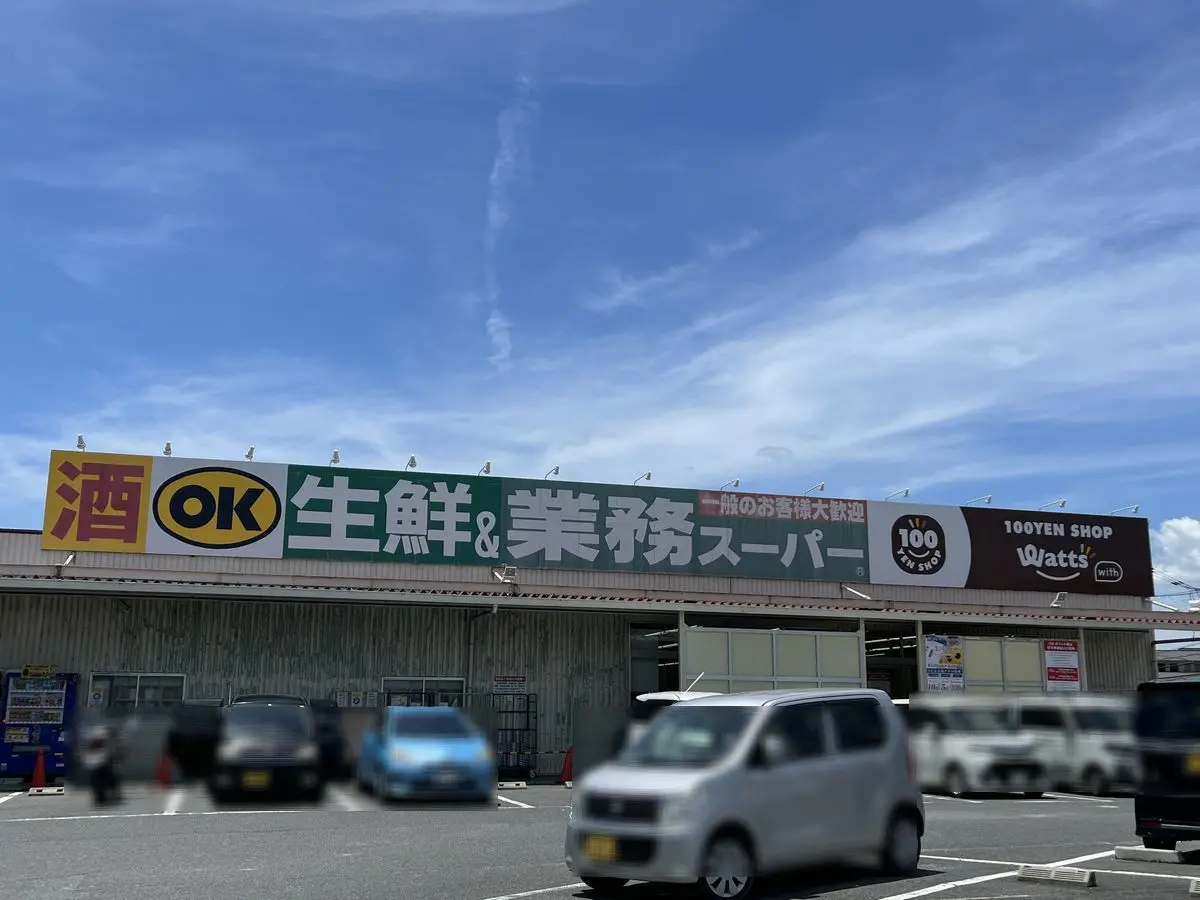 酒
OK
生鮮&業務スーパー
一般のお客様大歓迎
®
100
YEN SHOP
100YEN SHOP
Watts
with